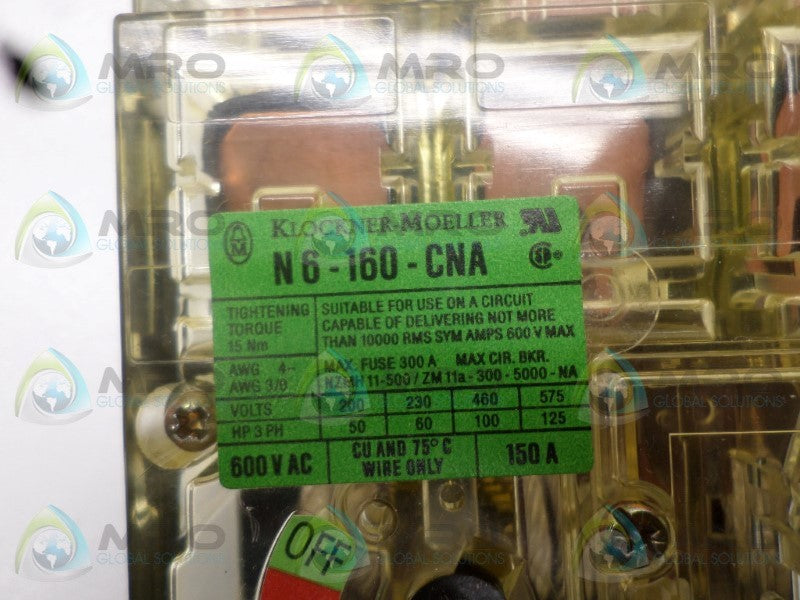 KLOCKNER-MOELLER
N 6 - 160 - CNA
TIGHTENING
TORQUE
15 Nm
SUITABLE FOR USE ON A CIRCUIT
CAPABLE OF DELIVERING NOT MORE
THAN 10000 RMS SYM AMPS 600 V MAX
AWG 4-
AWG 3/0
MAX. FUSE 300 A MAX CIR. BKR.
NZMH 11-500 / ZM 11a - 300 - 5000 - NA
VOLTS 200 230 460 575
HP 3 PH 50 60 100 125
600 V AC
CU AND 75° C
WIRE ONLY
150 A
OFF
MRO
GLOBAL SOLUTIONS